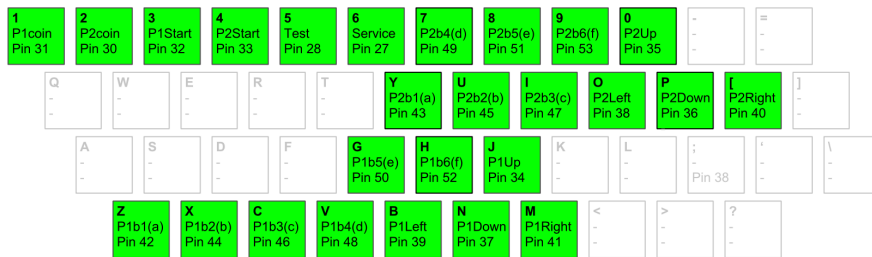 1 2 3 4 5 6 7 8 9 0 - =
P1coin P2coin P1Start P2Start Test Service P2b4(d) P2b5(e) P2b6(f) P2Up - -
Pin 31 Pin 30 Pin 32 Pin 33 Pin 28 Pin 27 Pin 49 Pin 51 Pin 53 Pin 35 - -
Q W E R T Y U I O P [ ]
- - - - - P2b1(a) P2b2(b) P2b3(c) P2Left P2Down P2Right -
- - - - - Pin 43 Pin 45 Pin 47 Pin 38 Pin 36 Pin 40 -
A S D F G H J K L ; ' \
- - - - P1b5(e) P1b6(f) P1Up - - - - -
- - - - Pin 50 Pin 52 Pin 34 - - Pin 38 - -
Z X C V B N M < > ?
P1b1(a) P1b2(b) P1b3(c) P1b4(d) P1Left P1Down P1Right - - -
Pin 42 Pin 44 Pin 46 Pin 48 Pin 39 Pin 37 Pin 41 - - -